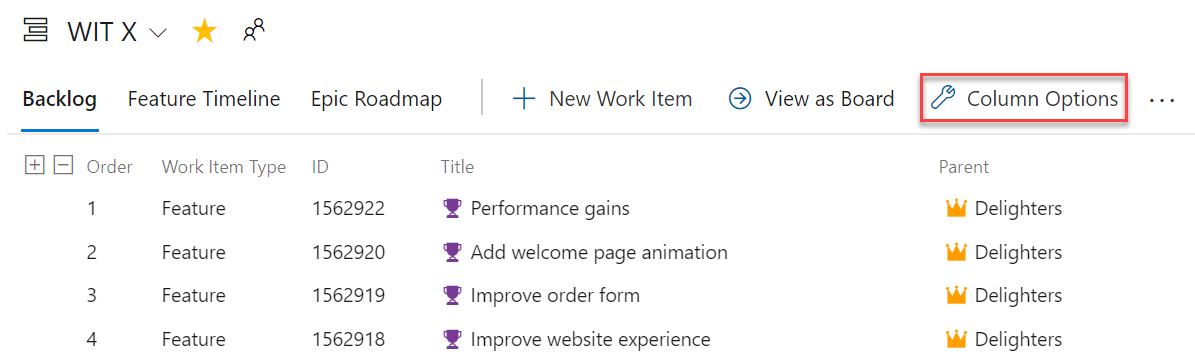 WIT X
Backlog Feature Timeline Epic Roadmap New Work Item View as Board Column Options ...
Order Work Item Type ID Title Parent
1 Feature 1562922 Performance gains Delighters
2 Feature 1562920 Add welcome page animation Delighters
3 Feature 1562919 Improve order form Delighters
4 Feature 1562918 Improve website experience Delighters